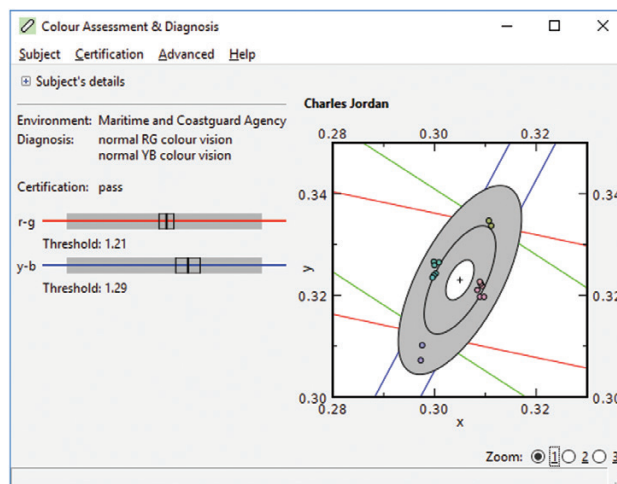 Colour Assessment & Diagnosis
Subject Certification Advanced Help
Subject's details
Environment: Maritime and Coastguard Agency
Diagnosis: normal RG colour vision
normal YB colour vision
Certification: pass
r-g
Threshold: 1.21
y-b
Threshold: 1.29
Charles Jordan
0.28 0.30 0.32
0.34 0.34
y
0.32 0.32
0.30 0.30
0.28 0.30 0.32
x
Zoom: 1 2 3